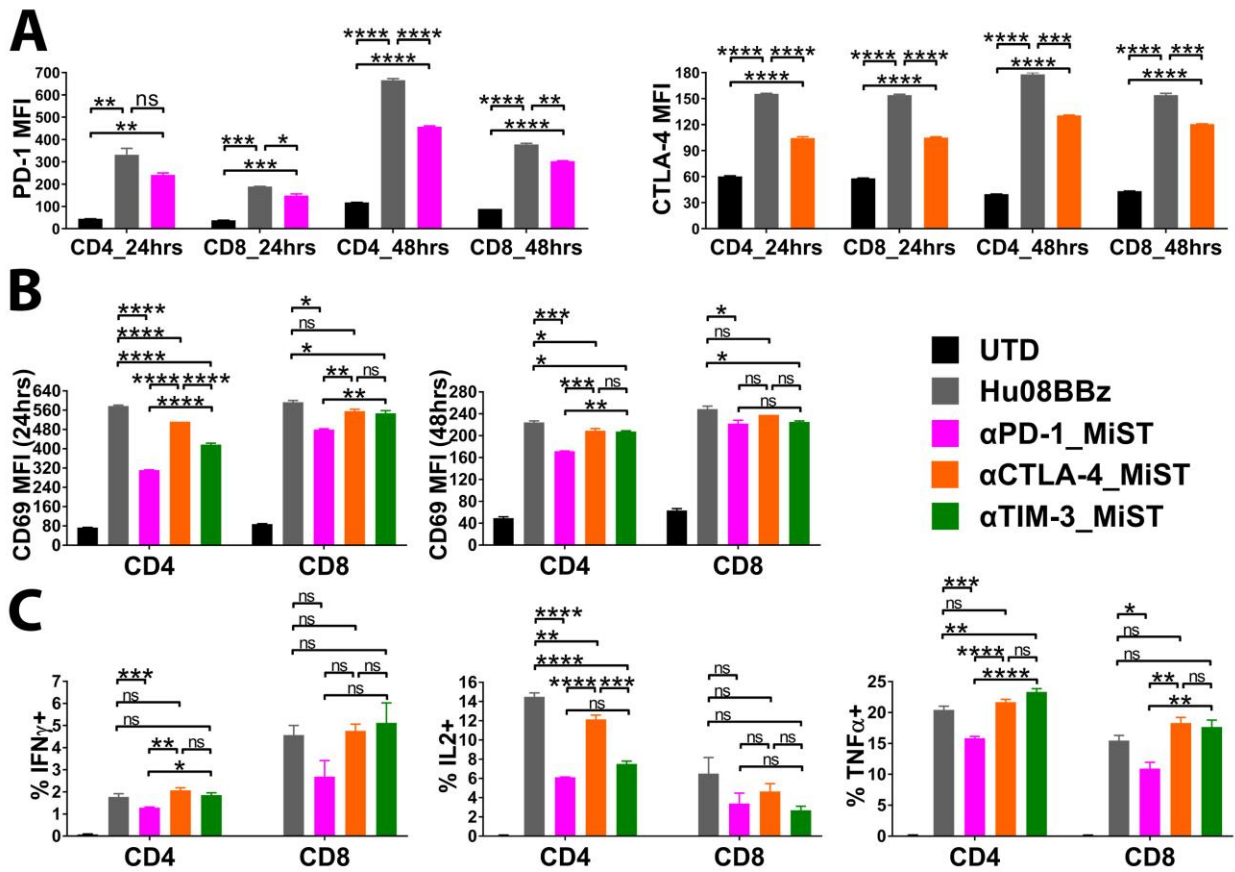 A
PD-1 MFI
700
600
500
400
300
200
100
0
** ns
**
*** *
***
**** ****
****
**** **
****
CD4_24hrs CD8_24hrs CD4_48hrs CD8_48hrs
CTLA-4 MFI
180
150
120
90
60
30
0
**** ****
****
**** ****
****
**** ***
****
**** ***
****
CD4_24hrs CD8_24hrs CD4_48hrs CD8_48hrs
B
CD69 MFI (24hrs)
640
560
480
400
320
240
160
80
0
****
****
****
**** ****
****
*
ns
*
** ns
**
CD4 CD8
CD69 MFI (48hrs)
280
240
200
160
120
80
40
0
***
*
*
*** ns
**
*
ns
*
ns ns
ns
CD4 CD8
UTD
Hu08BBz
αPD-1_MiST
αCTLA-4_MiST
αTIM-3_MiST
C
% IFNγ+
7
6
5
4
3
2
1
0
***
ns
ns
** ns
*
ns
ns
ns
ns ns
ns
CD4 CD8
% IL2+
16
14
12
10
8
6
4
2
0
****
**
****
**** ***
ns
ns
ns
ns
ns ns
ns
CD4 CD8
% TNFα+
25
20
15
10
5
0
***
ns
**
**** ns
****
*
ns
ns
** ns
**
CD4 CD8